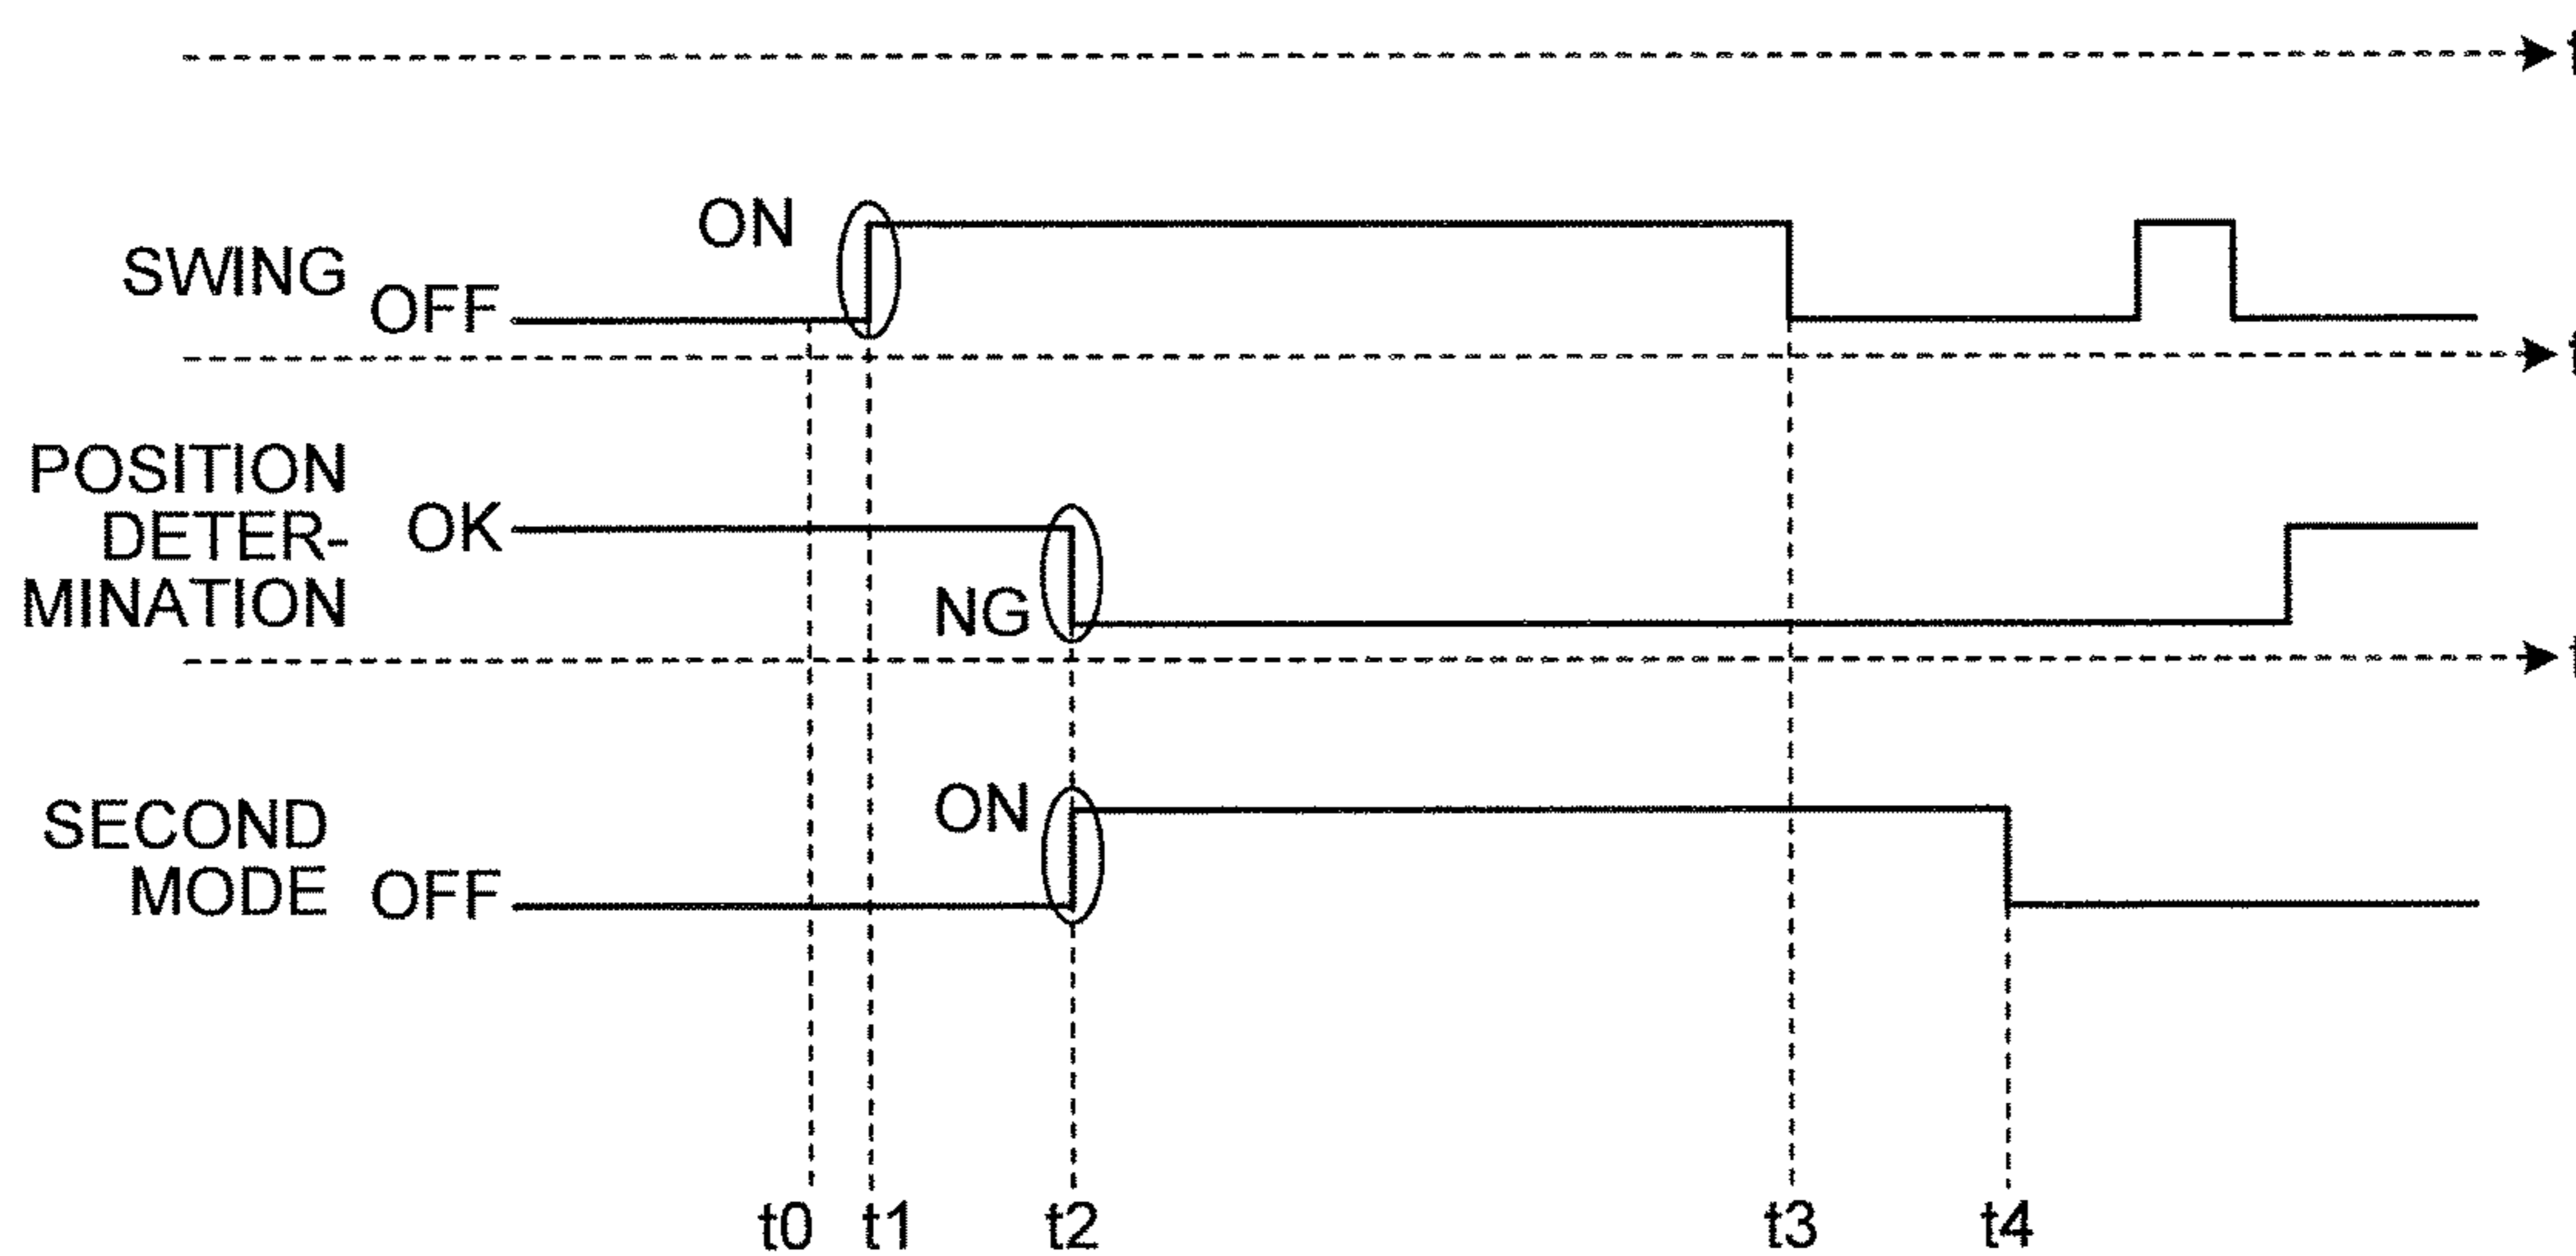 ON
SWING OFF
POSITION
DETER- OK
MINATION NG
ON
SECOND
MODE OFF
t0 t1 t2 t3 t4